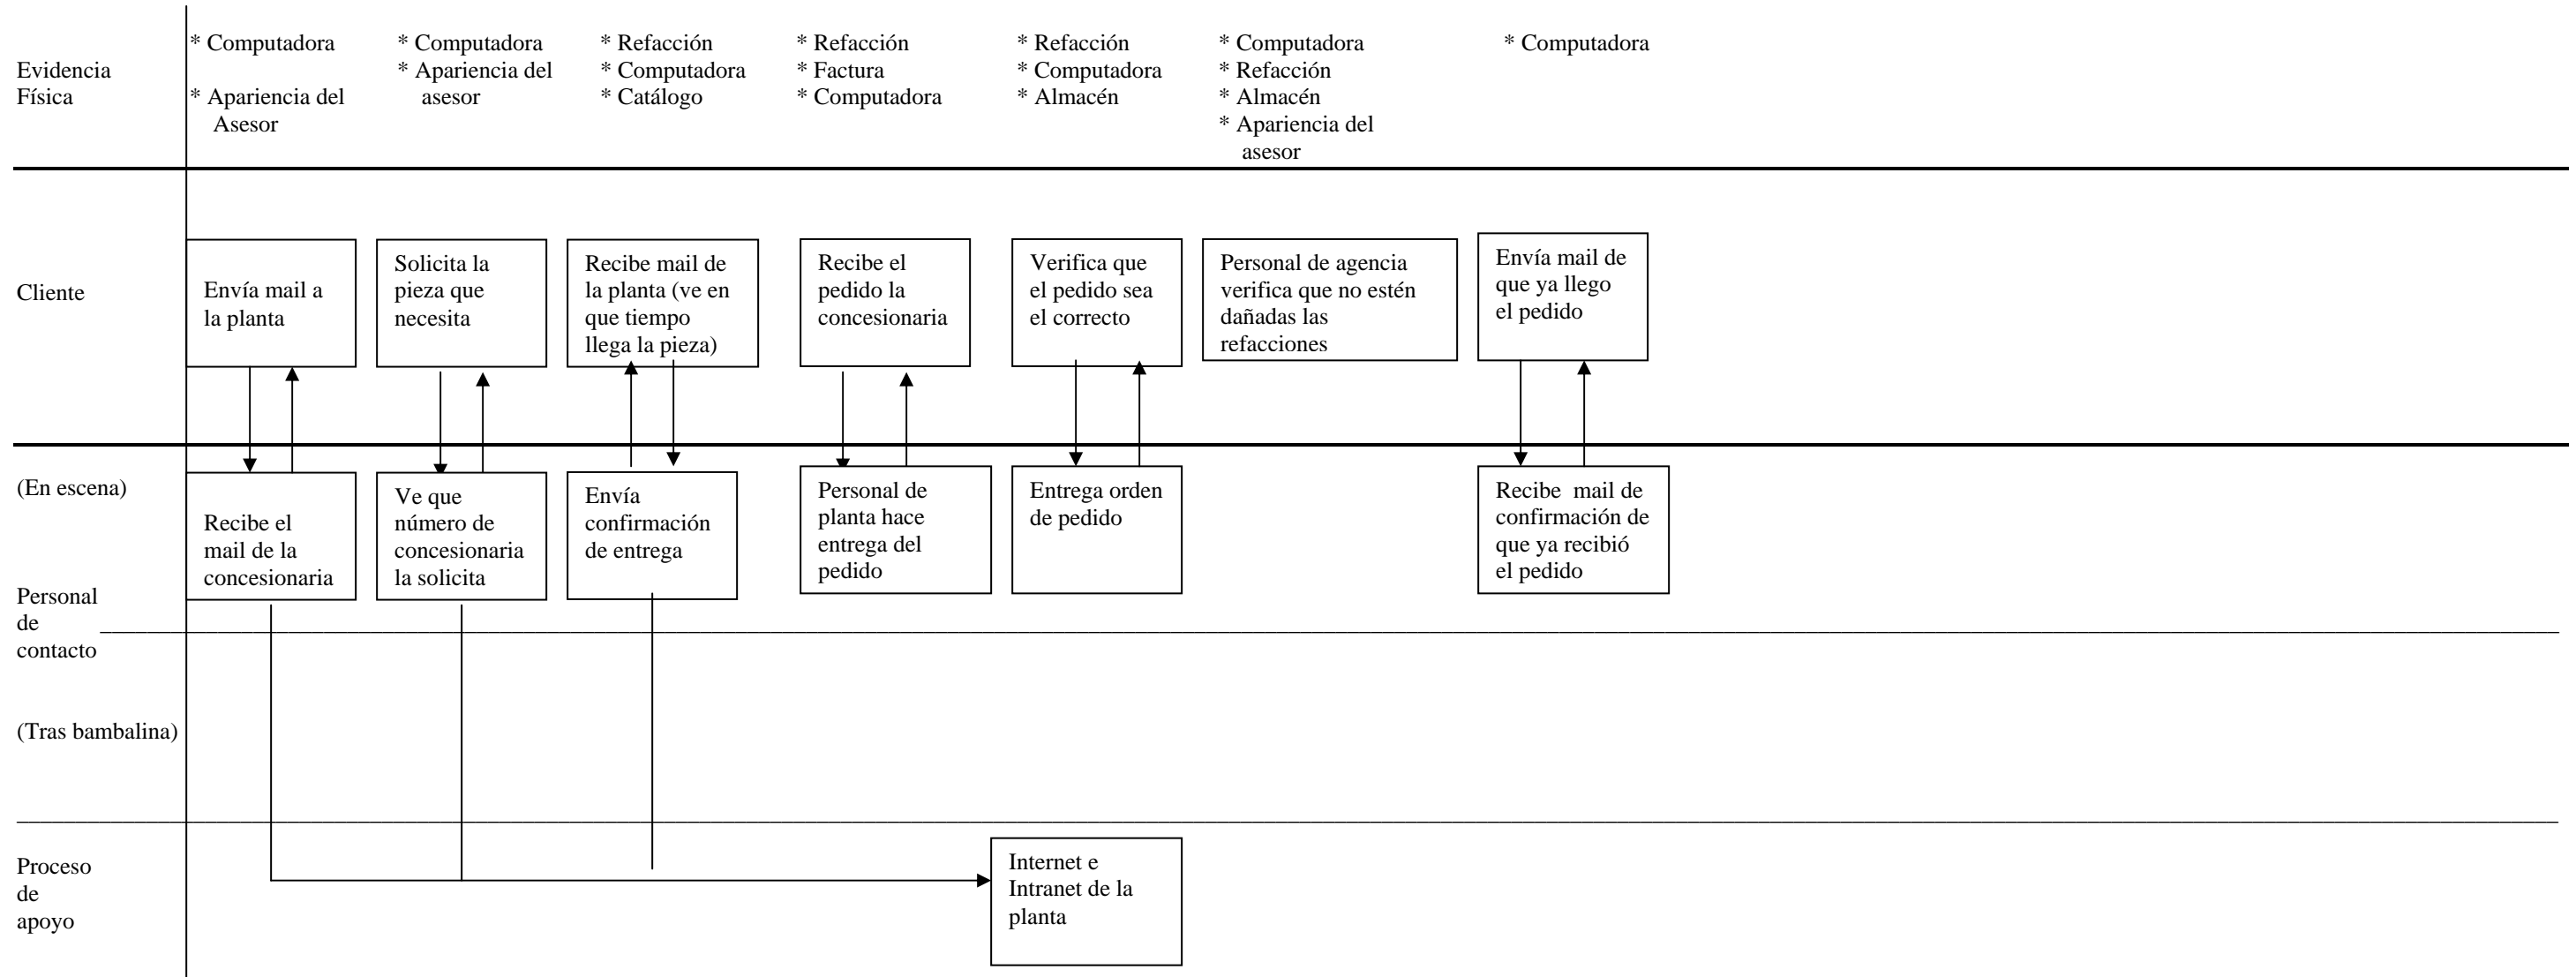 Evidencia
Física
* Computadora
* Apariencia del
Asesor
* Computadora
* Apariencia del
asesor
* Refacción
* Computadora
* Catálogo
* Refacción
* Factura
* Computadora
* Refacción
* Computadora
* Almacén
* Computadora
* Refacción
* Almacén
* Apariencia del
asesor
* Computadora
Cliente
Envía mail a
la planta
Solicita la
pieza que
necesita
Recibe mail de
la planta (ve en
que tiempo
llega la pieza)
Recibe el
pedido la
concesionaria
Verifica que
el pedido sea
el correcto
Personal de agencia
verifica que no estén
dañadas las
refacciones
Envía mail de
que ya llego
el pedido
(En escena)
Recibe el
mail de la
concesionaria
Ve que
número de
concesionaria
la solicita
Envía
confirmación
de entrega
Personal de
planta hace
entrega del
pedido
Entrega orden
de pedido
Recibe mail de
confirmación de
que ya recibió
el pedido
Personal
de
contacto
(Tras bambalina)
Proceso
de
apoyo
Internet e
Intranet de la
planta